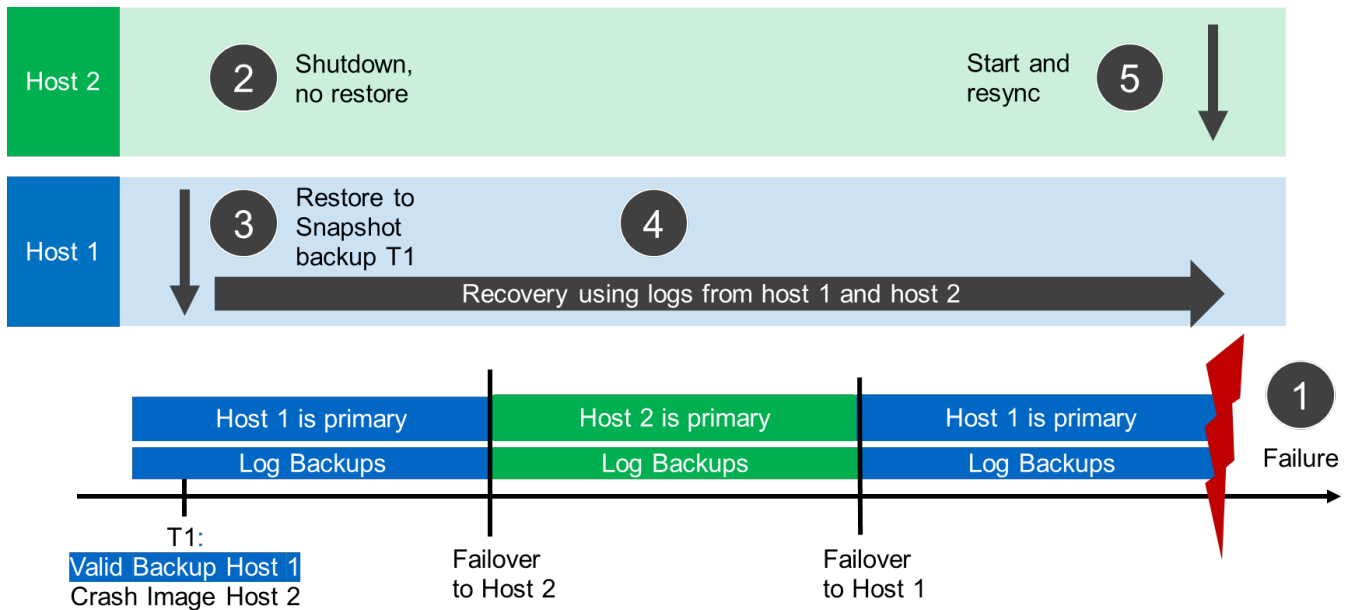 Host 2
2
Shutdown,
no restore
Start and
resync
5
Host 1
3
Restore to
Snapshot
backup T1
4
Recovery using logs from host 1 and host 2
Host 1 is primary
Host 2 is primary
Host 1 is primary
1
Log Backups
Log Backups
Log Backups
Failure
T1:
Valid Backup Host 1
Crash Image Host 2
Failover
to Host 2
Failover
to Host 1